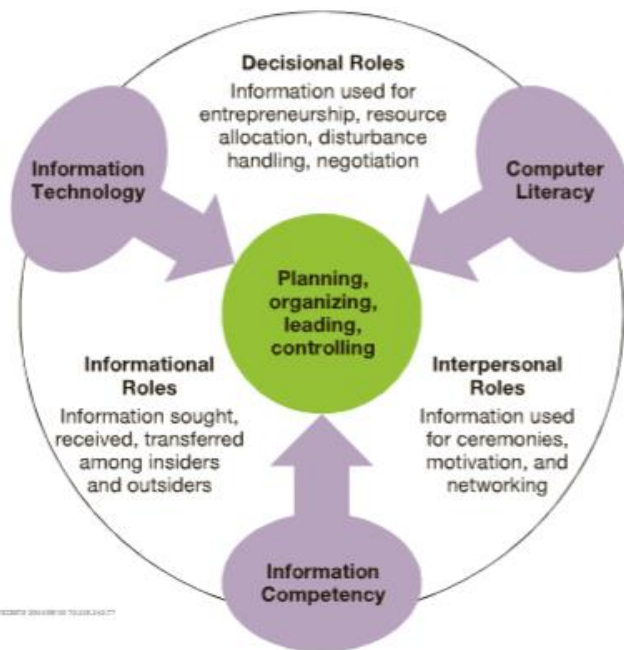 Decisional Roles
Information used for
entrepreneurship, resource
allocation, disturbance
handling, negotiation
Information
Technology
Computer
Literacy
Planning,
organizing,
leading,
controlling
Informational
Roles
Information sought,
received, transferred
among insiders
and outsiders
Interpersonal
Roles
Information used
for ceremonies,
motivation, and
networking
Information
Competency